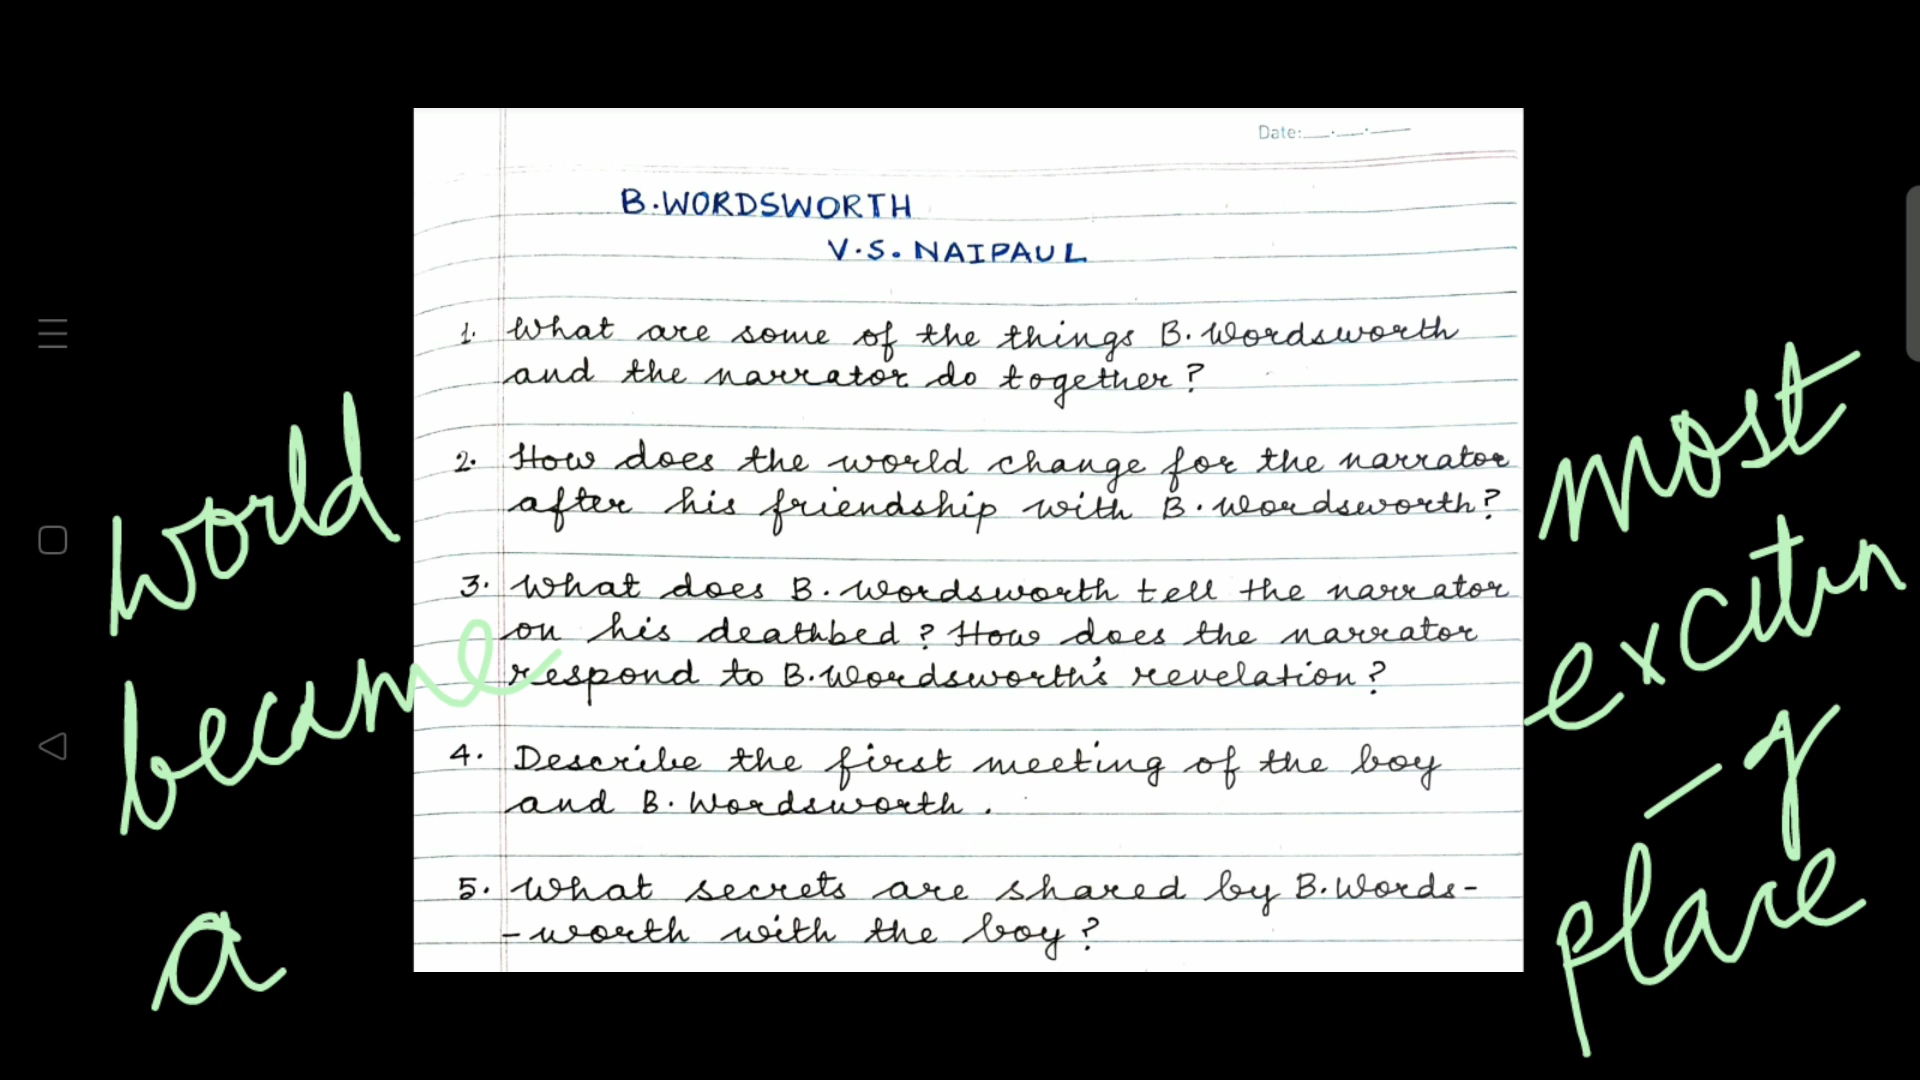 Date:
B.WORDSWORTH
V.S. NAIPAUL
1. What are some of the things B. Wordsworth
and the narrator do together?
2. How does the world change for the narrator
after his friendship with B. Wordsworth?
3. What does B. Wordsworth tell the narrator
on his deathbed? How does the narrator
respond to B. Wordsworth's revelation?
4. Describe the first meeting of the boy
and B. Wordsworth.
5. What secrets are shared by B. Words-
-worth with the boy?
world
became
a
most
excitin
-g
place